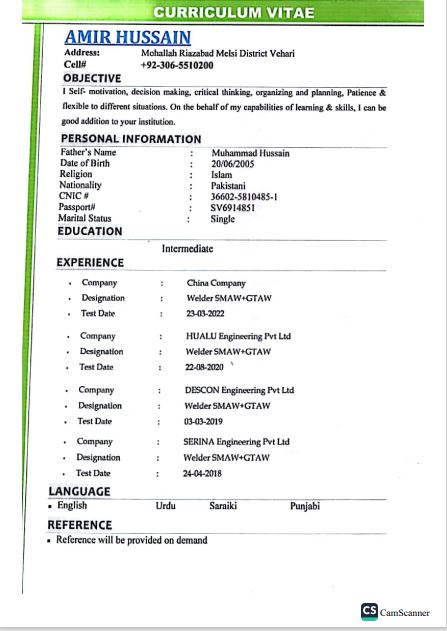 CURRICULUM VITAE
AMIR HUSSAIN
Address: Mohallah Riazabad Melsi District Vehari
Cell# +92-306-5510200
OBJECTIVE
I Self- motivation, decision making, critical thinking, organizing and planning, Patience &
flexible to different situations. On the behalf of my capabilities of learning & skills, I can be
good addition to your institution.
PERSONAL INFORMATION
Father's Name : Muhammad Hussain
Date of Birth : 20/06/2005
Religion : Islam
Nationality : Pakistani
CNIC # : 36602-5810485-1
Passport# : SV6914851
Marital Status : Single
EDUCATION
Intermediate
EXPERIENCE
• Company : China Company
• Designation : Welder SMAW+GTAW
• Test Date : 23-03-2022
• Company : HUALU Engineering Pvt Ltd
• Designation : Welder SMAW+GTAW
• Test Date : 22-08-2020
• Company : DESCON Engineering Pvt Ltd
• Designation : Welder SMAW+GTAW
• Test Date : 03-03-2019
• Company : SERINA Engineering Pvt Ltd
• Designation : Welder SMAW+GTAW
• Test Date : 24-04-2018
LANGUAGE
▪ English Urdu Saraiki Punjabi
REFERENCE
▪ Reference will be provided on demand
CS CamScanner